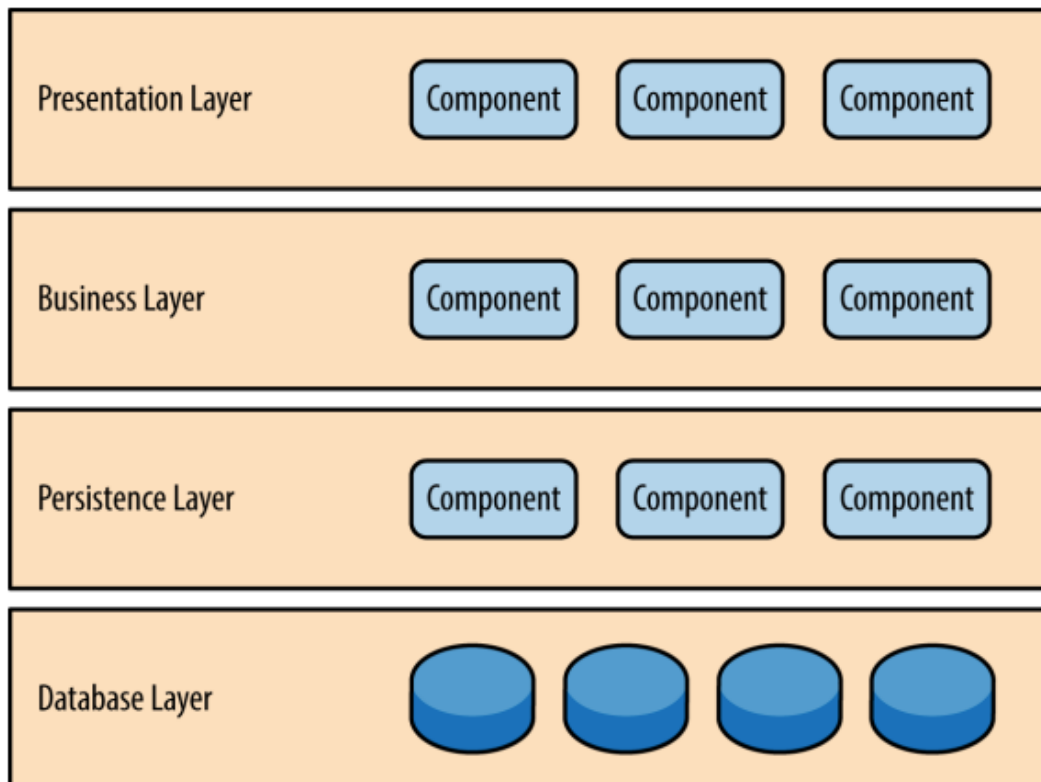 Presentation Layer Component Component Component
Business Layer Component Component Component
Persistence Layer Component Component Component
Database Layer